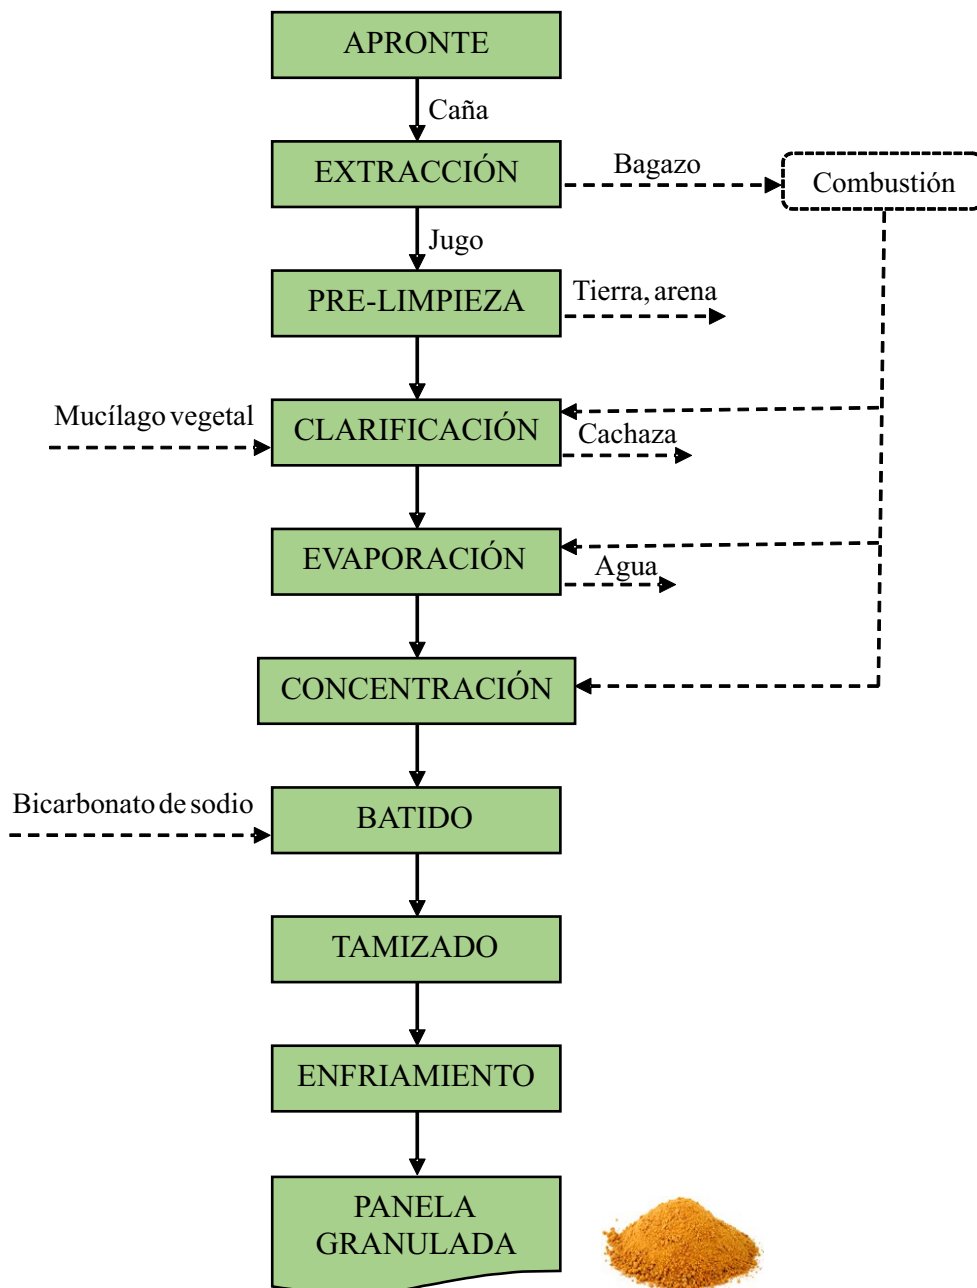 APRONTE
Caña
EXTRACCIÓN
Bagazo
Combustión
Jugo
PRE-LIMPIEZA
Tierra, arena
Mucílago vegetal
CLARIFICACIÓN
Cachaza
EVAPORACIÓN
Agua
CONCENTRACIÓN
Bicarbonato de sodio
BATIDO
TAMIZADO
ENFRIAMIENTO
PANELA
GRANULADA